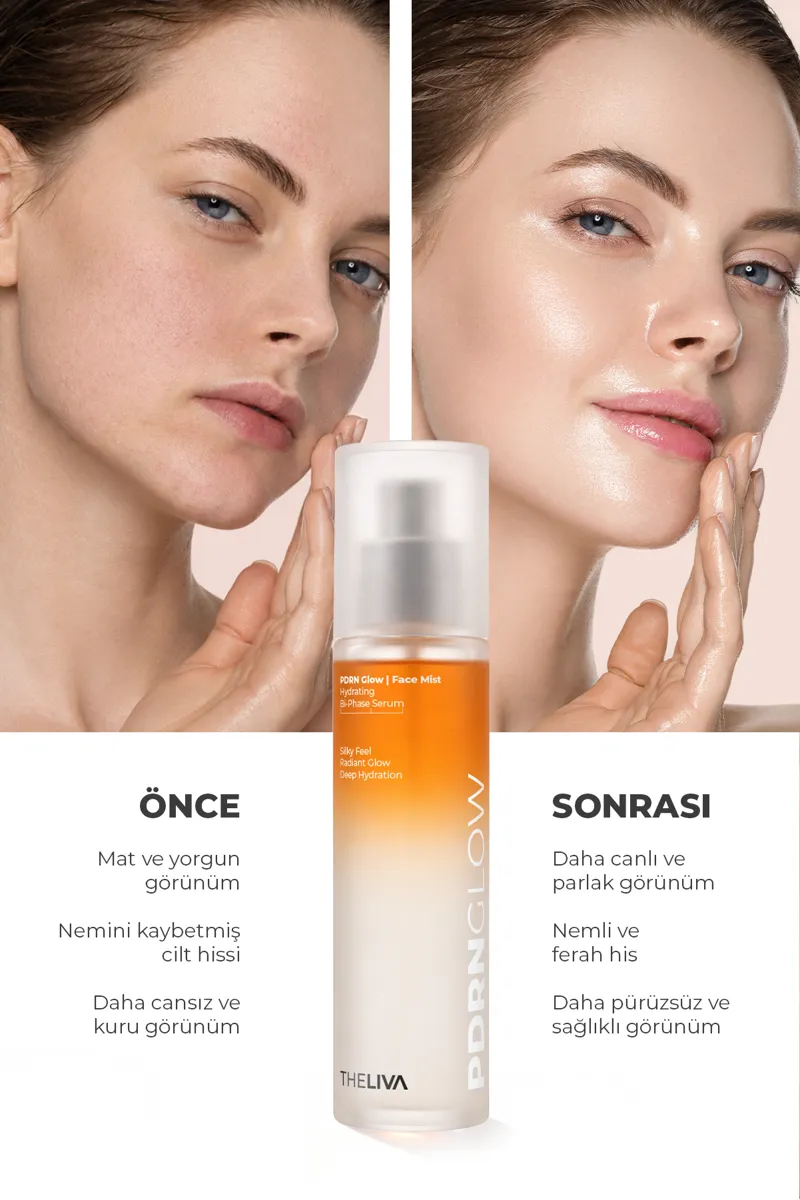 PDRN Glow | Face Mist
Hydrating
Bi-Phase Serum
Silky Feel
Radiant Glow
Deep Hydration
PDRNGLOW
THELIVA
ÖNCE
Mat ve yorgun
görünüm
Nemini kaybetmiş
cilt hissi
Daha cansız ve
kuru görünüm
SONRASI
Daha canlı ve
parlak görünüm
Nemli ve
ferah his
Daha pürüzsüz ve
sağlıklı görünüm